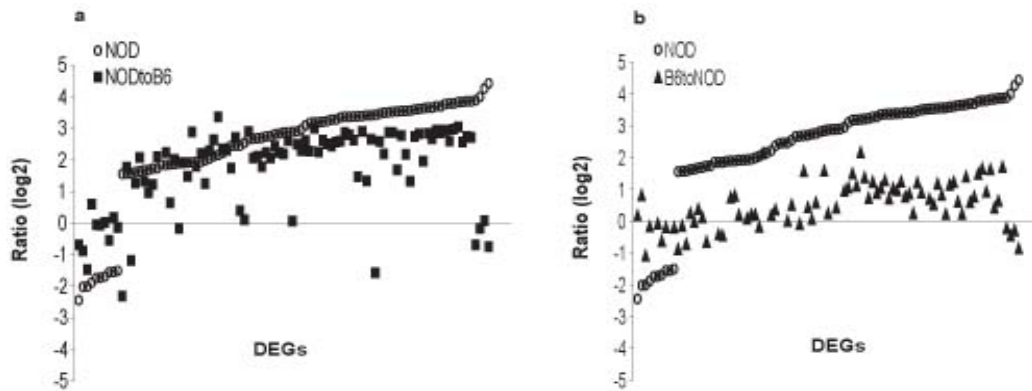 a
NOD
NODtoB6
Ratio (log2)
5
4
3
2
1
0
-1
-2
-3
-4
-5
DEGs
b
NOD
B6toNOD
Ratio (log2)
5
4
3
2
1
0
-1
-2
-3
-4
-5
DEGs